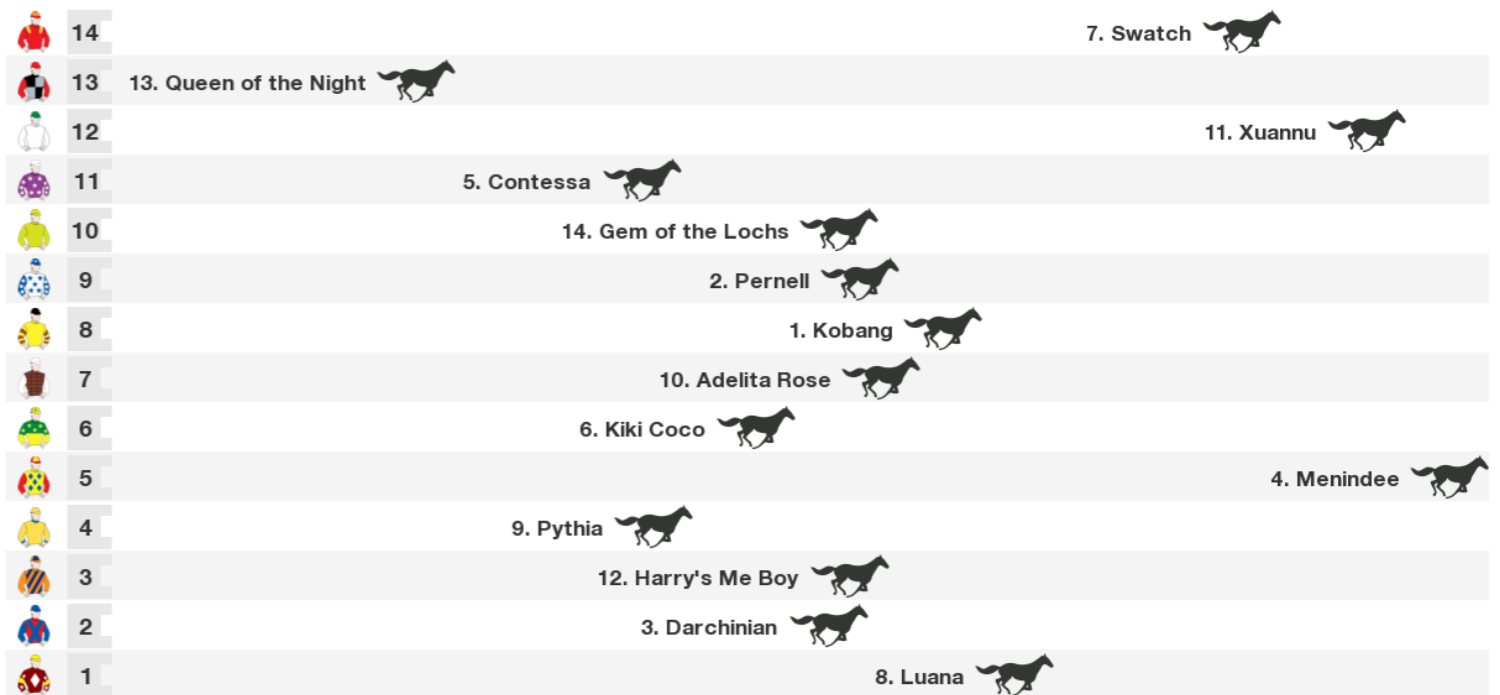 14 7. Swatch
13 13. Queen of the Night
12 11. Xuannu
11 5. Contessa
10 14. Gem of the Lochs
9 2. Pernell
8 1. Kobang
7 10. Adelita Rose
6 6. Kiki Coco
5 4. Menindee
4 9. Pythia
3 12. Harry's Me Boy
2 3. Darchinian
1 8. Luana